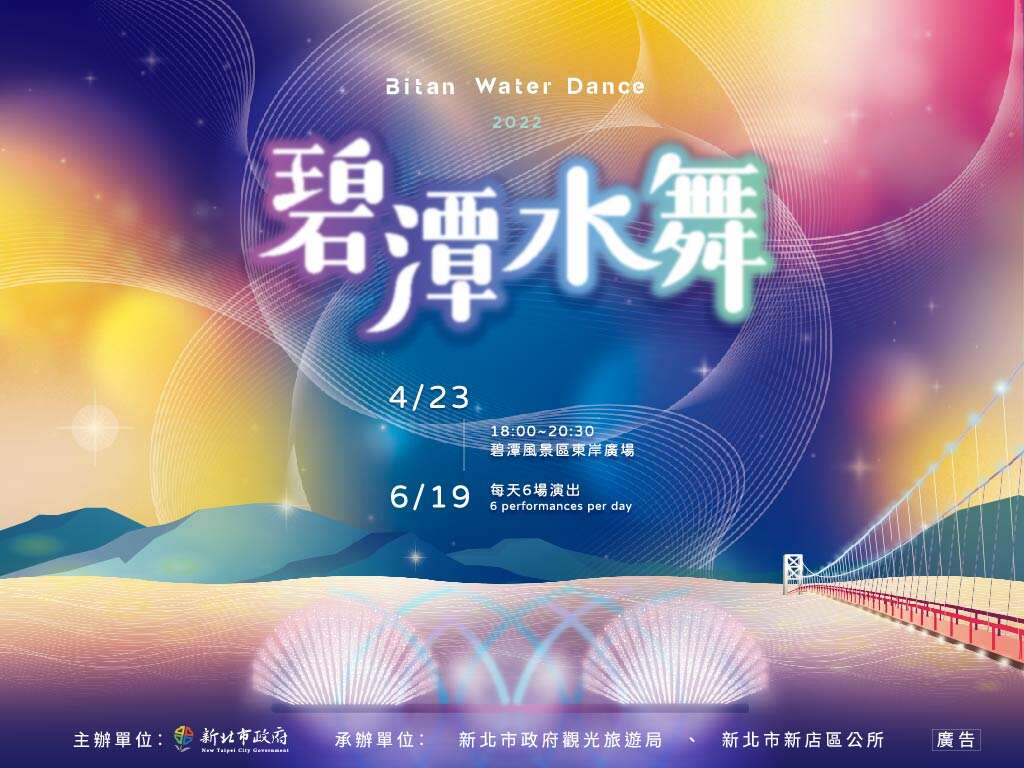 Bitan Water Dance
2022
碧潭水舞
4/23
18:00~20:30
碧潭風景區東岸廣場
6/19
每天6場演出
6 performances per day
主辦單位： 新北市政府 New Taipei City Government 承辦單位： 新北市政府觀光旅遊局 、 新北市新店區公所 廣告